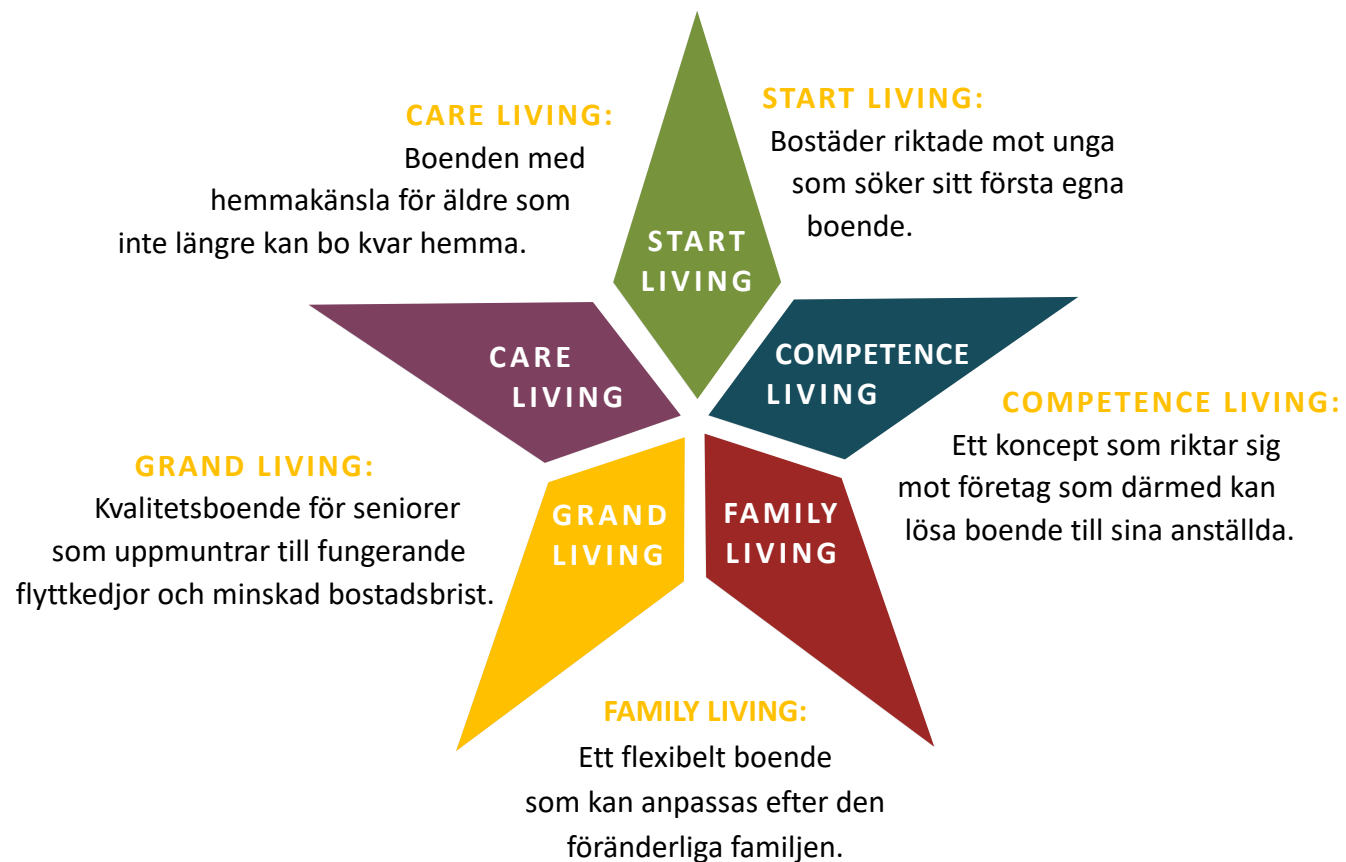 CARE LIVING:
Boenden med
hemmakänsla för äldre som
inte längre kan bo kvar hemma.
START LIVING:
Bostäder riktade mot unga
som söker sitt första egna
boende.
START
LIVING
CARE
LIVING
COMPETENCE
LIVING
COMPETENCE LIVING:
Ett koncept som riktar sig
mot företag som därmed kan
lösa boende till sina anställda.
GRAND LIVING:
Kvalitetsboende för seniorer
som uppmuntrar till fungerande
flyttkedjor och minskad bostadsbrist.
GRAND
LIVING
FAMILY
LIVING
FAMILY LIVING:
Ett flexibelt boende
som kan anpassas efter den
föränderliga familjen.